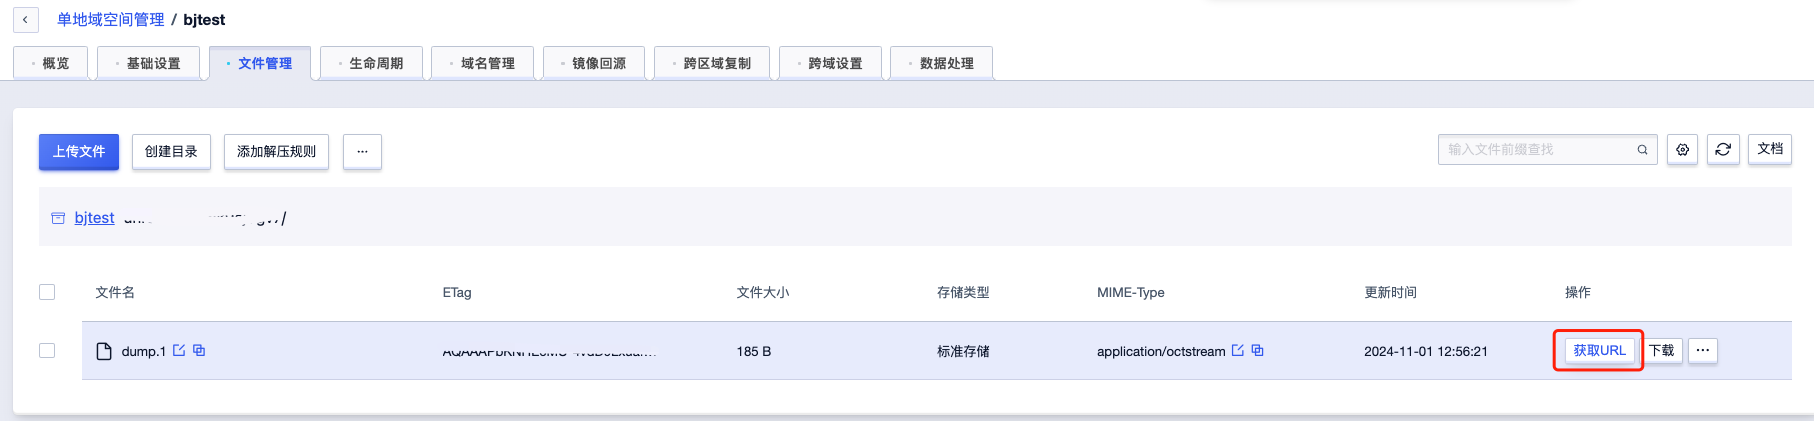 单地域空间管理 / bjtest
概览 基础设置 文件管理 生命周期 域名管理 镜像回源 跨区域复制 跨域设置 数据处理
上传文件 创建目录 添加解压规则 ... 输入文件前缀查找 文档
bjtest
文件名 ETag 文件大小 存储类型 MIME-Type 更新时间 操作
dump.1 185 B 标准存储 application/octstream 2024-11-01 12:56:21 获取URL 下载 ...